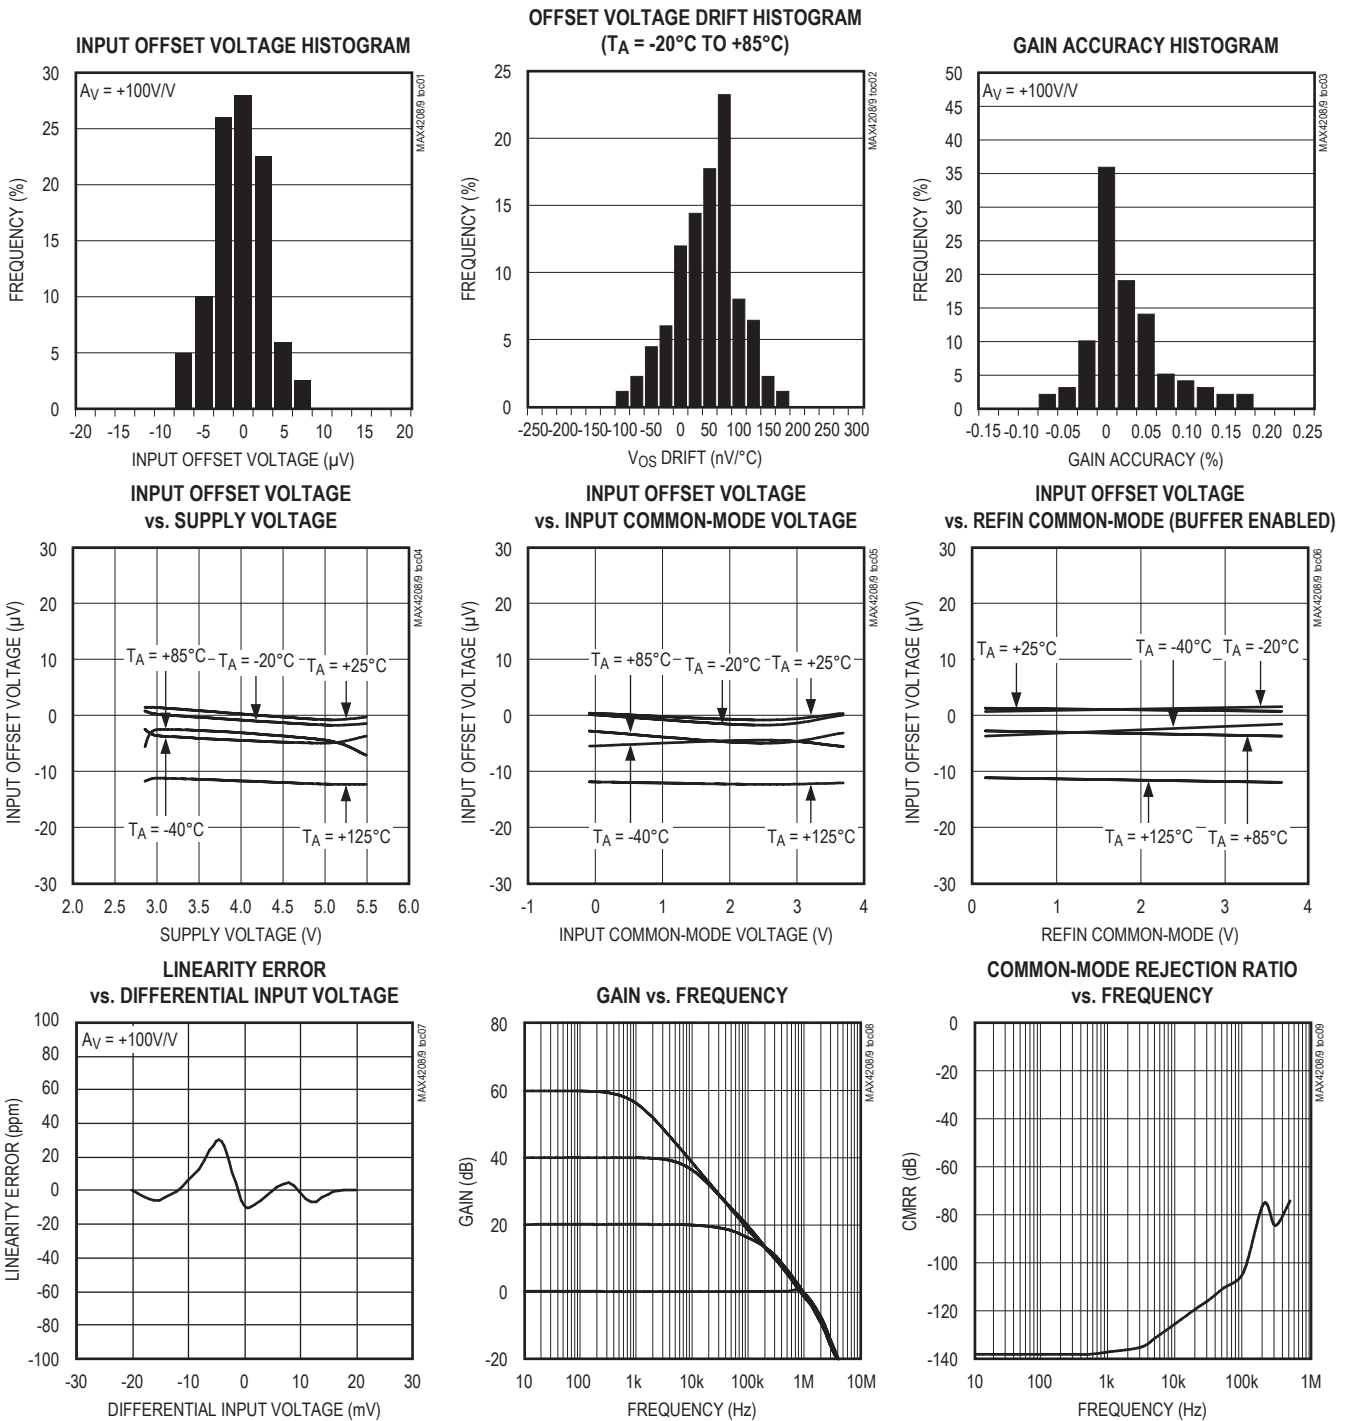 INPUT OFFSET VOLTAGE HISTOGRAM
30
25
20
15
10
5
0
FREQUENCY (%)
AV = +100V/V
MAX4208/9 toc01
-20 -15 -10 -5 0 5 10 15 20
INPUT OFFSET VOLTAGE (µV)
OFFSET VOLTAGE DRIFT HISTOGRAM
(TA = -20°C TO +85°C)
25
20
15
10
5
0
FREQUENCY (%)
MAX4208/9 toc02
-250-200-150-100 -50 0 50 100 150 200 250 300
VOS DRIFT (nV/°C)
GAIN ACCURACY HISTOGRAM
50
45
40
35
30
25
20
15
10
5
0
FREQUENCY (%)
AV = +100V/V
MAX4208/9 toc03
-0.15 -0.10 -0.05 0 0.05 0.10 0.15 0.20 0.25
GAIN ACCURACY (%)
INPUT OFFSET VOLTAGE
vs. SUPPLY VOLTAGE
30
20
10
0
-10
-20
-30
INPUT OFFSET VOLTAGE (µV)
MAX4208/9 toc04
TA = +85°C
TA = -20°C
TA = +25°C
TA = -40°C
TA = +125°C
2.0 2.5 3.0 3.5 4.0 4.5 5.0 5.5 6.0
SUPPLY VOLTAGE (V)
INPUT OFFSET VOLTAGE
vs. INPUT COMMON-MODE VOLTAGE
30
20
10
0
-10
-20
-30
INPUT OFFSET VOLTAGE (µV)
MAX4208/9 toc05
TA = +85°C
TA = -20°C
TA = +25°C
TA = -40°C
TA = +125°C
-1 0 1 2 3 4
INPUT COMMON-MODE VOLTAGE (V)
INPUT OFFSET VOLTAGE
vs. REFIN COMMON-MODE (BUFFER ENABLED)
30
20
10
0
-10
-20
-30
INPUT OFFSET VOLTAGE (µV)
MAX4208/9 toc06
TA = +25°C
TA = -40°C
TA = -20°C
TA = +125°C
TA = +85°C
0 1 2 3 4
REFIN COMMON-MODE (V)
LINEARITY ERROR
vs. DIFFERENTIAL INPUT VOLTAGE
100
80
60
40
20
0
-20
-40
-60
-80
-100
LINEARITY ERROR (ppm)
AV = +100V/V
MAX4208/9 toc07
-30 -20 -10 0 10 20 30
DIFFERENTIAL INPUT VOLTAGE (mV)
GAIN vs. FREQUENCY
80
60
40
20
0
-20
GAIN (dB)
MAX4208/9 toc08
10 100 1k 10k 100k 1M 10M
FREQUENCY (Hz)
COMMON-MODE REJECTION RATIO
vs. FREQUENCY
0
-20
-40
-60
-80
-100
-120
-140
CMRR (dB)
MAX4208/9 toc09
10 100 1k 10k 100k 1M
FREQUENCY (Hz)